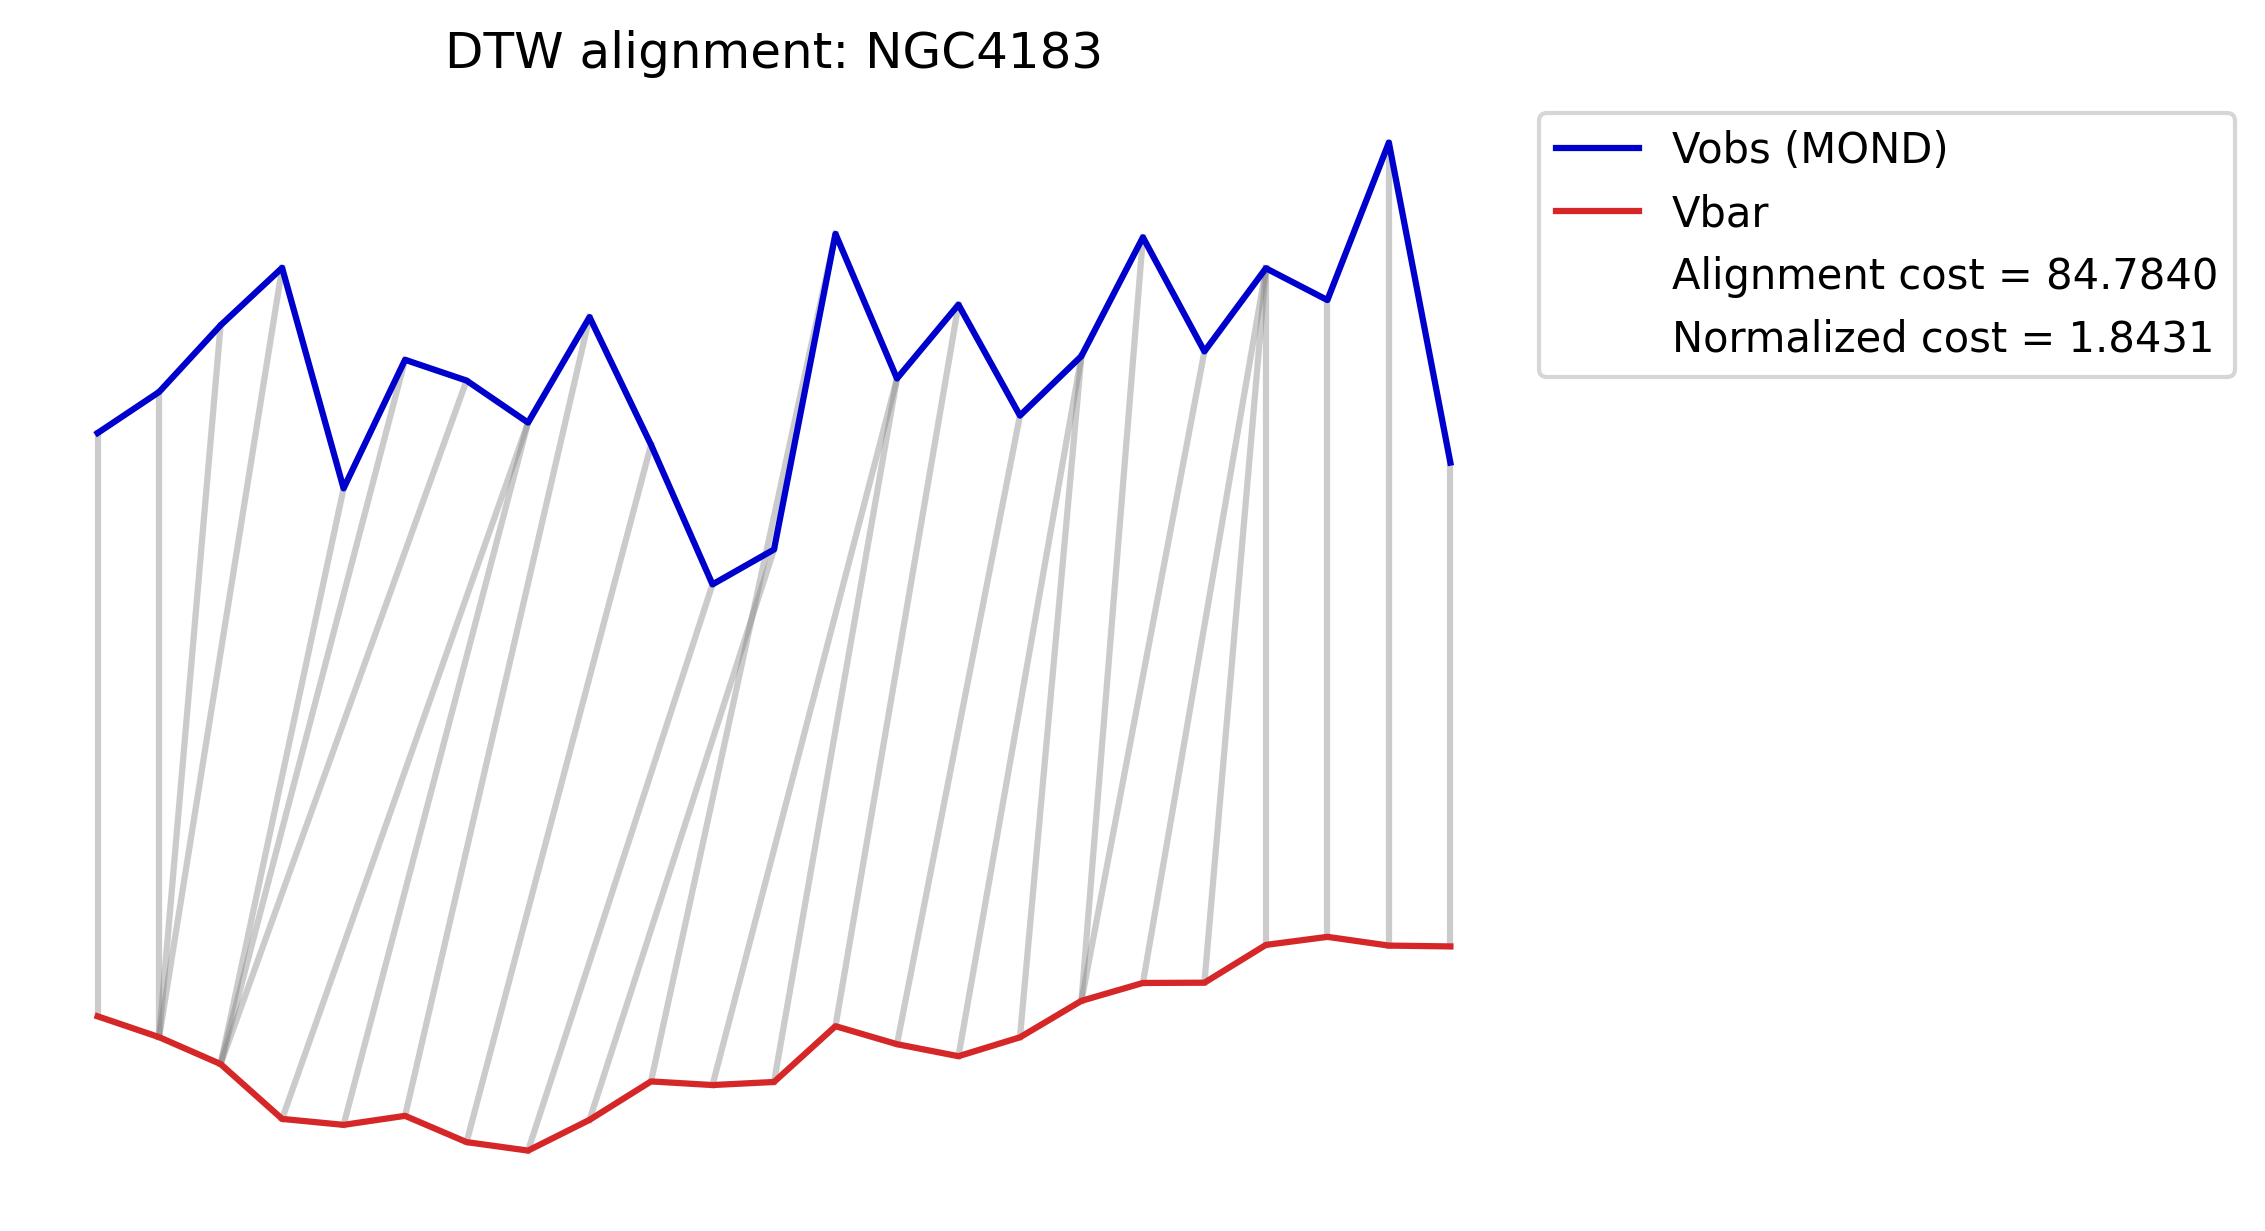 DTW alignment: NGC4183
Vobs (MOND)
Vbar
Alignment cost = 84.7840
Normalized cost = 1.8431